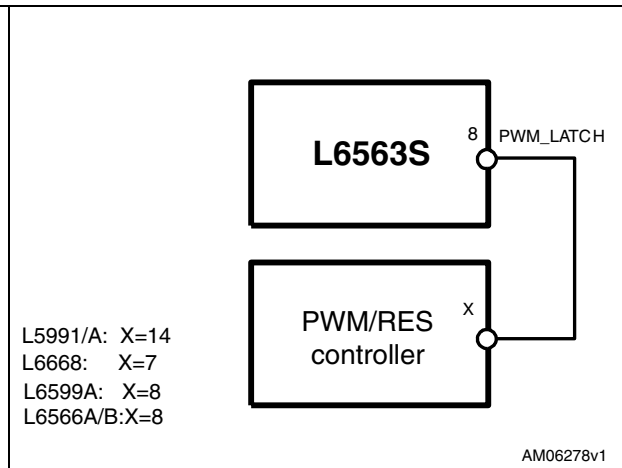 L6563S
8 PWM_LATCH
PWM/RES
controller
X
L5991/A: X=14
L6668: X=7
L6599A: X=8
L6566A/B:X=8
AM06278v1